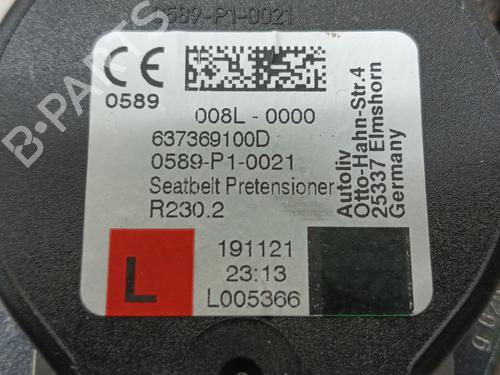 0589-P1-0021
CE
0589
008L - 0000
637369100D
0589-P1-0021
Seatbelt Pretensioner
R230.2
Autoliv
Otto-Hahn-Str.4
25337 Elmshorn
Germany
L
191121
23:13
L005366
B-PARTS